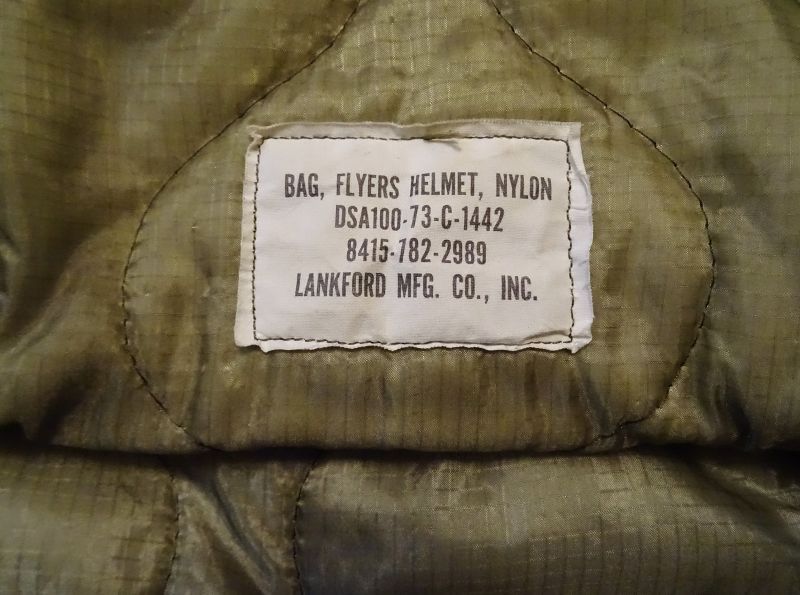 BAG, FLYERS HELMET, NYLON
DSA100-73-C-1442
8415-782-2989
LANKFORD MFG. CO., INC.